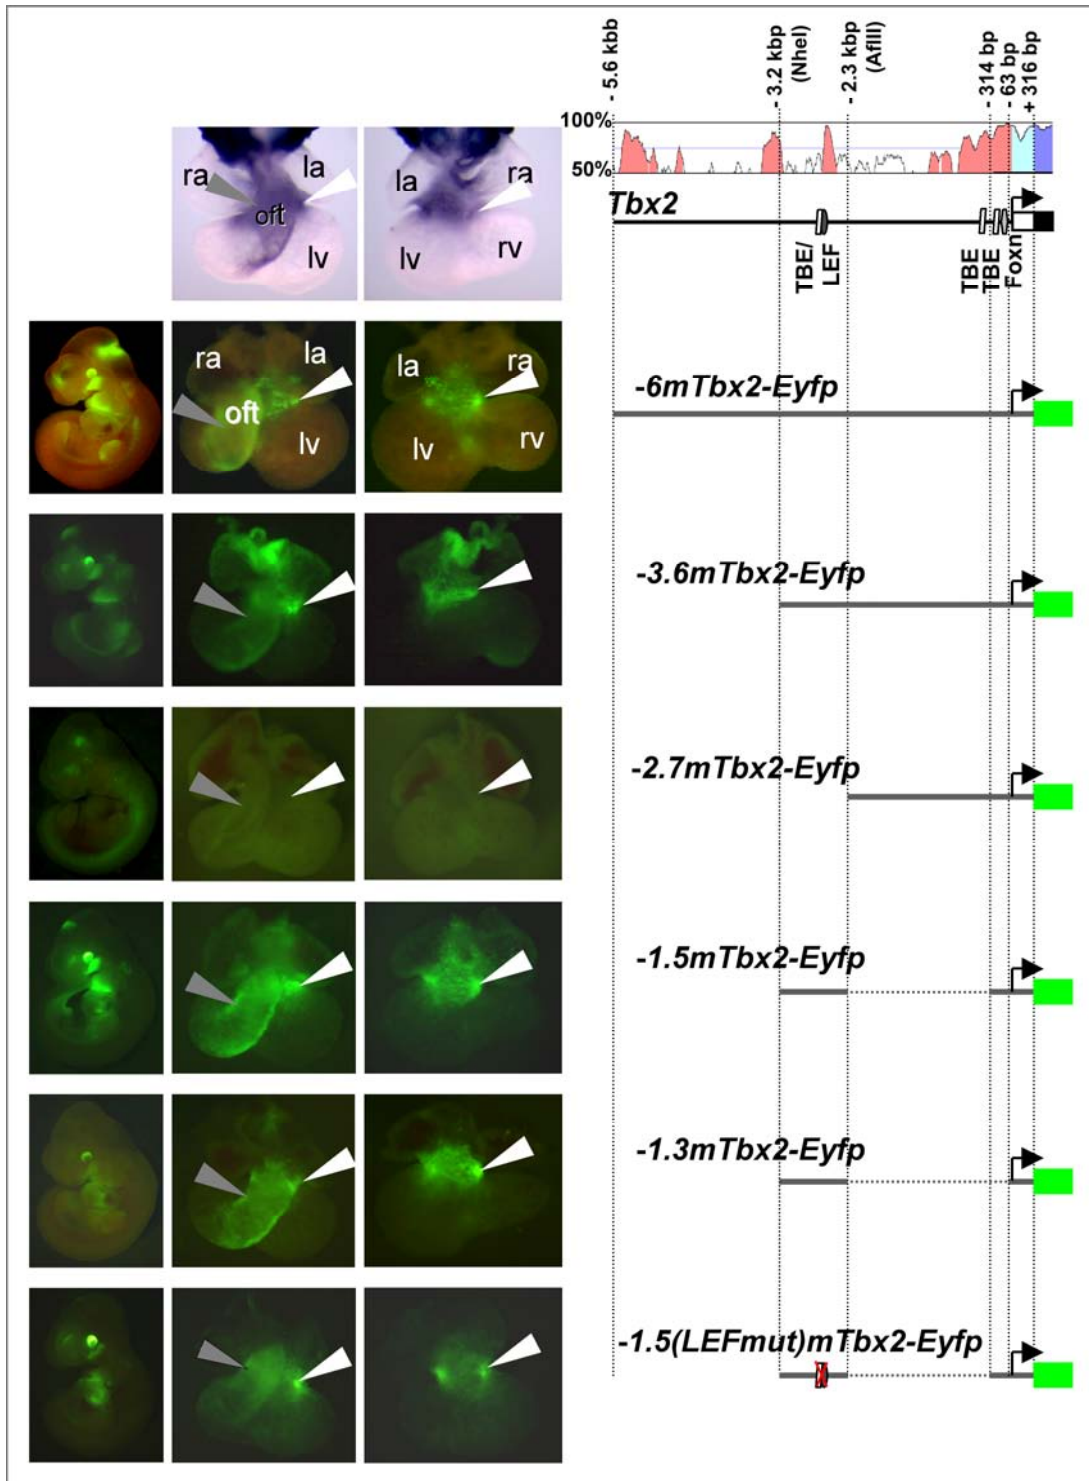 - 5.6 kbb
- 3.2 kbp
(NheI)
- 2.3 kbp
(AflII)
- 314 bp
- 63 bp
+ 316 bp
100%
50%
ra
la
oft
lv
la
lv
rv
Tbx2
TBE/
LEF
TBE
TBE
Foxn
ra
la
oft
lv
la
ra
lv
rv
-6mTbx2-Eyfp
-3.6mTbx2-Eyfp
-2.7mTbx2-Eyfp
-1.5mTbx2-Eyfp
-1.3mTbx2-Eyfp
-1.5(LEFmut)mTbx2-Eyfp